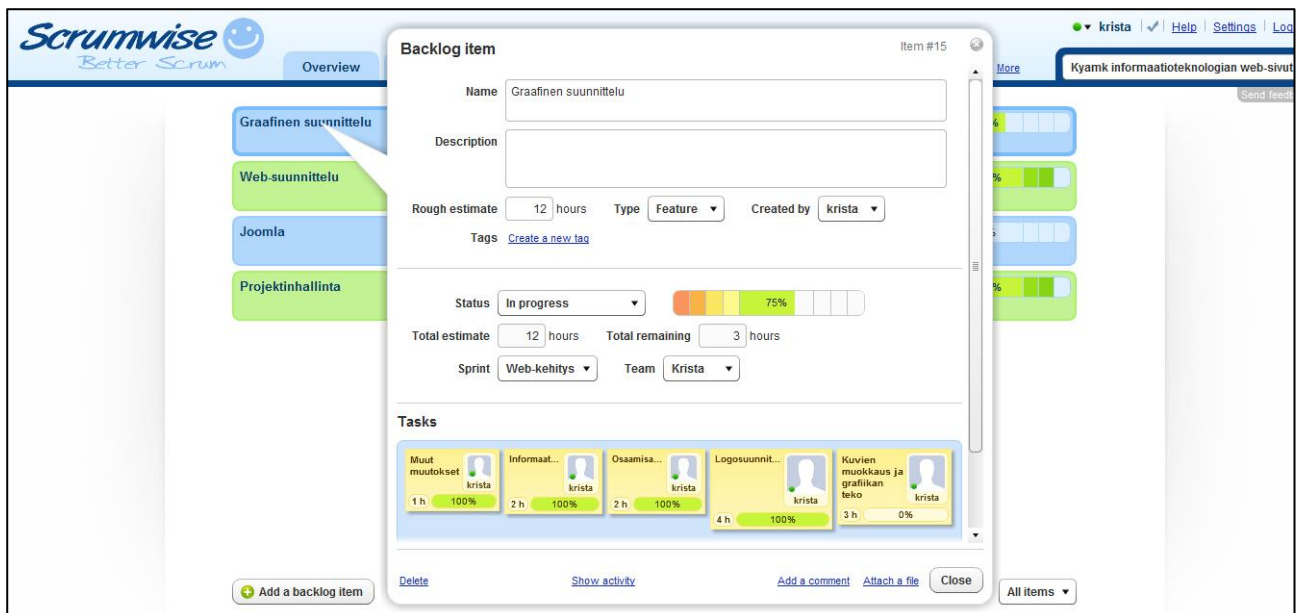 Scrumwise
Better Scrum
Overview
krista Help Settings Log
More
Kyamk informaatioteknologian web-sivut
Send feedb
Graafinen suunnittelu
Web-suunnittelu
Joomla
Projektinhallinta
%
%
%
Backlog item
Item #15
Name Graafinen suunnittelu
Description
Rough estimate 12 hours Type Feature Created by krista
Tags Create a new tag
Status In progress 75%
Total estimate 12 hours Total remaining 3 hours
Sprint Web-kehitys Team Krista
Tasks
Muut
muutokset
krista
1 h 100%
Informaat...
krista
2 h 100%
Osaamisa...
krista
2 h 100%
Logosuunnit...
krista
4 h 100%
Kuvien
muokkaus ja
grafiikan
teko
krista
3 h 0%
Delete Show activity Add a comment Attach a file Close
Add a backlog item
All items